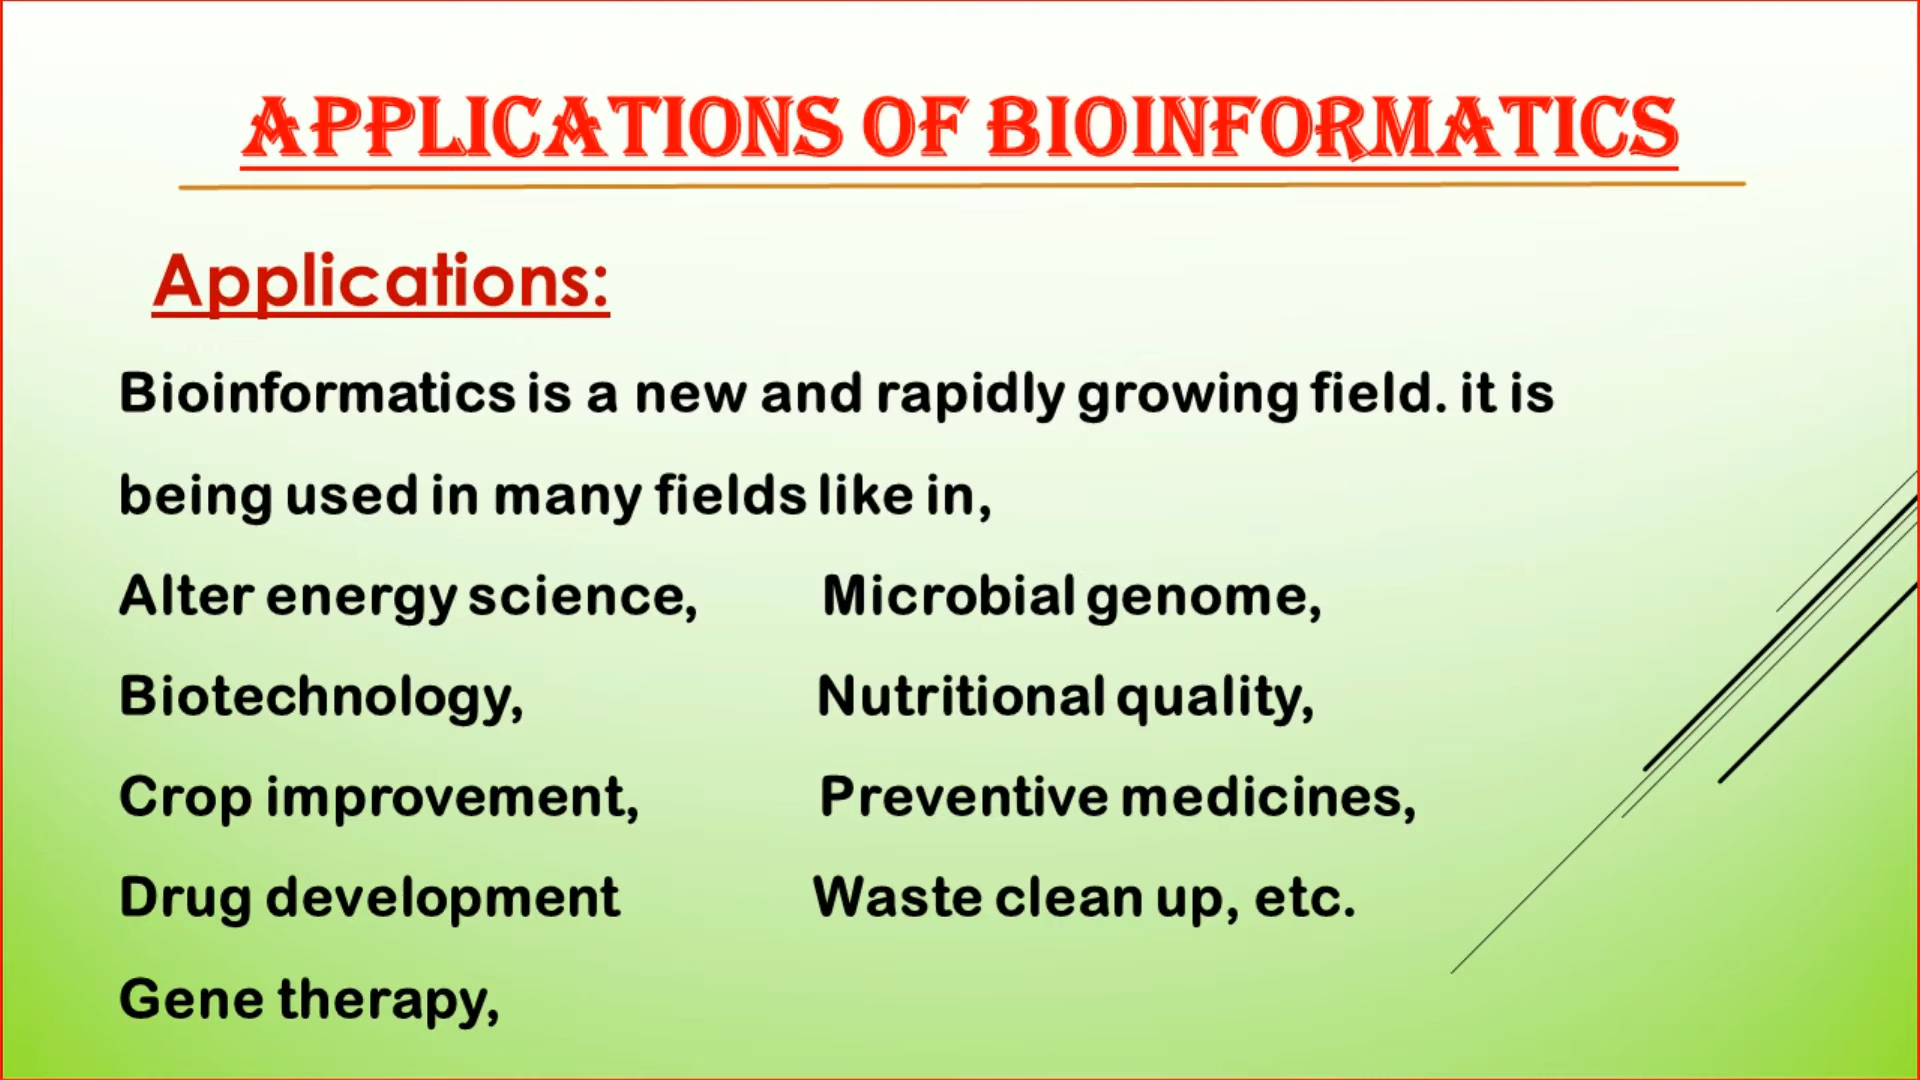 APPLICATIONS OF BIOINFORMATICS
Applications:
Bioinformatics is a new and rapidly growing field. it is
being used in many fields like in,
Alter energy science, Microbial genome,
Biotechnology, Nutritional quality,
Crop improvement, Preventive medicines,
Drug development Waste clean up, etc.
Gene therapy,